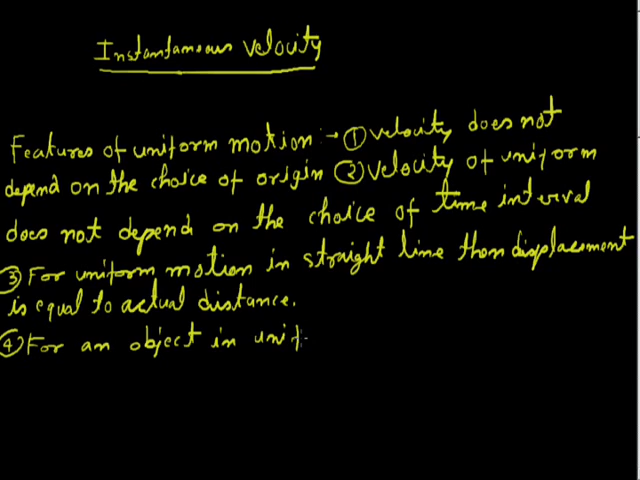 Instantaneous velocity
Features of uniform motion :→ ① velocity does not
depend on the choice of origin ② velocity of uniform
does not depend on the choice of time interval
③ For uniform motion in straight line then displacement
is equal to actual distance.
④ For an object in unif